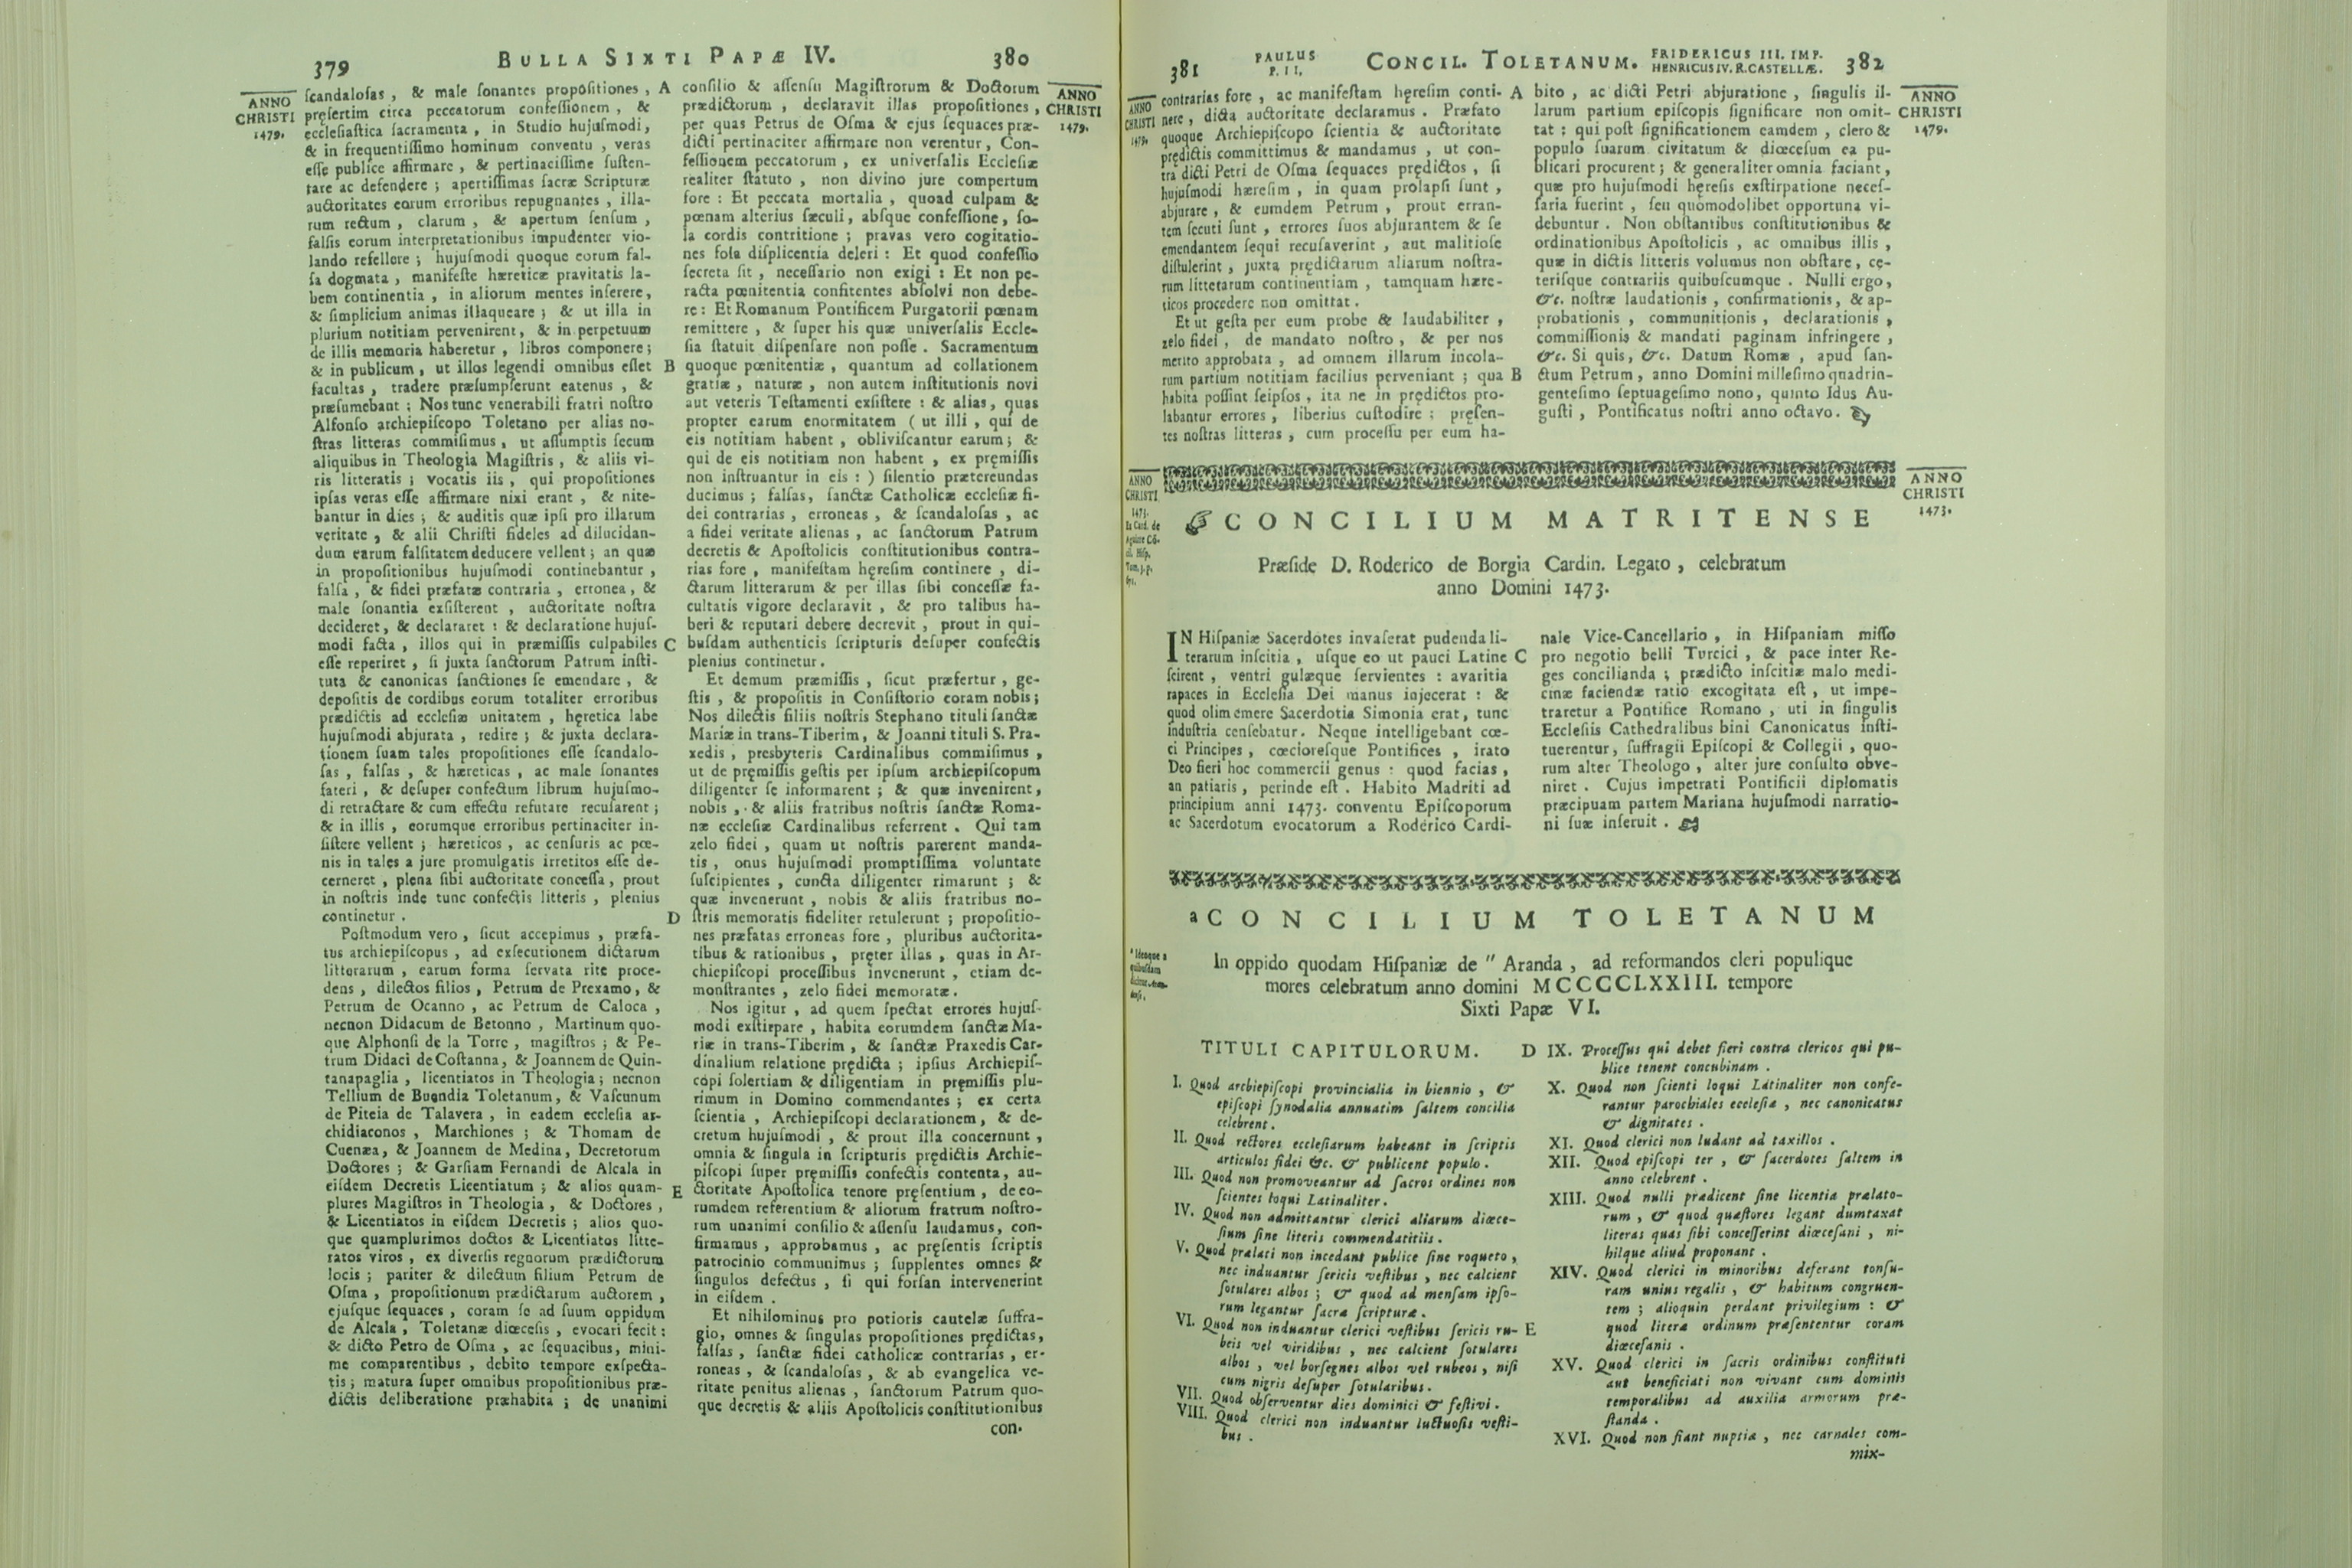 379
BULLA SIXTI PAPÆ IV.
380
ANNO
CHRISTI
1479.
ſcandaloſas, & male ſonantes propoſitiones,
pręſertim circa peccatorum confeſſionem, &
eccleſiaſtica ſacramenta, in Studio hujuſmodi,
& in frequentiſſimo hominum conventu, veras
eſſe publice affirmare, & pertinaciſſime ſuſten-
tare ac defendere; apertiſſimas ſacræ Scripturæ
auctoritates eorum erroribus repugnantes, illa-
rum rectum, clarum, & apertum ſenſum,
falſis eorum interpretationibus impudenter vio-
lando refellere; hujuſmodi quoque eorum fal-
ſa dogmata, manifeſte hæreticæ pravitatis la-
bem continentia, in aliorum mentes inſerere,
& ſimplicium animas illaqueare; & ut illa in
plurium notitiam pervenirent, & in perpetuum
de illis memoria haberetur, libros componere;
& in publicum, ut illos legendi omnibus eſſet
facultas, tradere præſumpſerunt eatenus, &
præſumebant: Nos tunc venerabili fratri noſtro
Alfonſo archiepiſcopo Toletano per alias no-
ſtras litteras commiſimus, ut aſſumptis ſecum
aliquibus in Theologia Magiſtris, & aliis vi-
ris litteratis; vocatis iis, qui propoſitiones
ipſas veras eſſe affirmare nixi erant, & nite-
bantur in dies; & auditis quæ ipſi pro illarum
veritate, & alii Chriſti fideles ad dilucidan-
dum earum falſitatem deducere vellent; an quæ
in propoſitionibus hujuſmodi continebantur,
falſa, & fidei præfatæ contraria, erronea, &
male ſonantia exſiſterent, auctoritate noſtra
decideret, & declararet: & declaratione hujuſ-
modi facta, illos qui in præmiſſis culpabiles
eſſe reperiret, ſi juxta ſanctorum Patrum inſti-
tuta & canonicas ſanctiones ſe emendare, &
depoſitis de cordibus eorum totaliter erroribus
prædictis ad eccleſiæ unitatem, hęretica labe
hujuſmodi abjurata, redire; & juxta declara-
tionem ſuam tales propoſitiones eſſe ſcandalo-
ſas, falſas, & hæreticas, ac male ſonantes
fateri, & deſuper confectum librum hujuſmo-
di retractare & cum effectu refutare recuſarent;
& in illis, eorumque erroribus pertinaciter in-
ſiſtere vellent; hæreticos, ac cenſuris ac pœ-
nis in tales a jure promulgatis irretitos eſſe de-
cerneret, plena ſibi auctoritate conceſſa, prout
in noſtris inde tunc confectis litteris, plenius
continetur.
Poſtmodum vero, ſicut accepimus, præfa-
tus archiepiſcopus, ad exſecutionem dictarum
litterarum, earum forma ſervata rite proce-
dens, dilectos filios, Petrum de Prexamo, &
Petrum de Ocanno, ac Petrum de Caloca,
necnon Didacum de Betonno, Martinum quo-
que Alphonſi de la Torre, magiſtros; & Pe-
trum Didaci de Coſtanna, & Joannem de Quin-
tanapaglia, licentiatos in Theologia; necnon
Tellium de Buendia Toletanum, & Vaſcunum
de Piteia de Talavera, in eadem eccleſia ar-
chidiaconos, Marchiones; & Thomam de
Cuenæa, & Joannem de Medina, Decretorum
Doctores; & Garſiam Fernandi de Alcala in
eiſdem Decretis Licentiatum; & alios quam-
plures Magiſtros in Theologia, & Doctores,
& Licentiatos in eiſdem Decretis; alios quo-
que quamplurimos doctos & Licentiatos litte-
ratos viros, ex diverſis regnorum prædictorum
locis; pariter & dilectum filium Petrum de
Oſma, propoſitionum prædictarum auctorem,
ejuſque ſequaces, coram ſe ad ſuum oppidum
de Alcala, Toletanæ diœceſis, evocari fecit:
& dicto Petro de Oſma, ac ſequacibus, mini-
me comparentibus, debito tempore exſpecta-
tis; matura ſuper omnibus propoſitionibus præ-
dictis deliberatione præhabita; de unanimi
A
B
C
D
E
conſilio & aſſenſu Magiſtrorum & Doctorum
prædictorum, declaravit illas propoſitiones,
per quas Petrus de Oſma & ejus ſequaces præ-
dicti pertinaciter affirmare non verentur, Con-
feſſionem peccatorum, ex univerſalis Eccleſiæ
realiter ſtatuto, non divino jure compertum
fore: Et peccata mortalia, quoad culpam &
pœnam alterius ſæculi, abſque confeſſione, ſo-
la cordis contritione; pravas vero cogitatio-
nes ſola diſplicentia deleri: Et quod confeſſio
ſecreta ſit, neceſſario non exigi: Et non pe-
racta pœnitentia confitentes abſolvi non debe-
re: Et Romanum Pontificem Purgatorii pœnam
remittere, & ſuper his quæ univerſalis Eccle-
ſia ſtatuit diſpenſare non poſſe. Sacramentum
quoque pœnitentiæ, quantum ad collationem
gratiæ, naturæ, non autem inſtitutionis novi
aut veteris Teſtamenti exſiſtere: & alias, quas
propter earum enormitatem (ut illi, qui de
eis notitiam habent, obliviſcantur earum; &
qui de eis notitiam non habent, ex pręmiſſis
non inſtruantur in eis:) ſilentio prætereundas
ducimus; falſas, ſanctæ Catholicæ eccleſiæ fi-
dei contrarias, erroneas, & ſcandaloſas, ac
a fidei veritate alienas, ac ſanctorum Patrum
decretis & Apoſtolicis conſtitutionibus contra-
rias fore, manifeſtam hęreſim continere, di-
ctarum litterarum & per illas ſibi conceſſæ fa-
cultatis vigore declaravit, & pro talibus ha-
beri & reputari debere decrevit, prout in qui-
buſdam authenticis ſcripturis deſuper confectis
plenius continetur.
Et demum præmiſſis, ſicut præfertur, ge-
ſtis, & propoſitis in Conſiſtorio coram nobis;
Nos dilectis filiis noſtris Stephano tituli ſanctæ
Mariæ in trans-Tiberim, & Joanni tituli S. Pra-
xedis, presbyteris Cardinalibus commiſimus,
ut de pręmiſſis geſtis per ipſum archiepiſcopum
diligenter ſe informarent; & quæ invenirent,
nobis, & aliis fratribus noſtris ſanctæ Roma-
næ eccleſiæ Cardinalibus referrent. Qui tam
zelo fidei, quam ut noſtris parerent manda-
tis, onus hujuſmodi promptiſſima voluntate
ſuſcipientes, cuncta diligenter rimarunt; &
quæ invenerunt, nobis & aliis fratribus no-
ſtris memoratis fideliter retulerunt; propoſitio-
nes præfatas erroneas fore, pluribus auctorita-
tibus & rationibus, pręter illas, quas in Ar-
chiepiſcopi proceſſibus invenerunt, etiam de-
monſtrantes, zelo fidei memoratæ.
Nos igitur, ad quem ſpectat errores hujuſ-
modi exſtirpare, habita eorumdem ſanctæ Ma-
riæ in trans-Tiberim, & ſanctæ Praxedis Car-
dinalium relatione prędicta; ipſius Archiepiſ-
copi ſolertiam & diligentiam in pręmiſſis plu-
rimum in Domino commendantes; ex certa
ſcientia, Archiepiſcopi declarationem, & de-
cretum hujuſmodi, & prout illa concernunt,
omnia & ſingula in ſcripturis prędictis Archie-
piſcopi ſuper pręmiſſis confectis contenta, au-
ctoritate Apoſtolica tenore pręſentium, de eo-
rumdem referentium & aliorum fratrum noſtro-
rum unanimi conſilio & aſſenſu laudamus, con-
firmamus, approbamus, ac pręſentis ſcriptis
patrocinio communimus; ſupplentes omnes &
ſingulos defectus, ſi qui forſan intervenerint
in eiſdem.
Et nihilominus pro potioris cautelæ ſuffra-
gio, omnes & ſingulas propoſitiones prędictas,
falſas, ſanctæ fidei catholicæ contrarias, er-
roneas, & ſcandaloſas, & ab evangelica ve-
ritate penitus alienas, ſanctorum Patrum quo-
que decretis & aliis Apoſtolicis conſtitutionibus
con-
ANNO
CHRISTI
1479.
381
PAULUS
P. II.
CONCIL. TOLETANUM.
FRIDERICUS III. IMP.
HENRICUS IV. R. CASTELLÆ.
382
ANNO
CHRISTI
1479.
contrarias fore, ac manifeſtam hęreſim conti-
nere, dicta auctoritate declaramus. Præfato
quoque Archiepiſcopo ſcientia & auctoritate
prędictis committimus & mandamus, ut con-
tra dicti Petri de Oſma ſequaces prędictos, ſi
hujuſmodi hæreſim, in quam prolapſi ſunt,
abjurare, & eumdem Petrum, prout erran-
tem ſecuti ſunt, errores ſuos abjurantem & ſe
emendantem ſequi recuſaverint, aut malitioſe
diſtulerint, juxta prędictarum aliarum noſtra-
rum litterarum continentiam, tamquam hære-
ticos procedere non omittat.
Et ut geſta per eum probe & laudabiliter,
zelo fidei, de mandato noſtro, & per nos
merito approbata, ad omnem illarum incola-
rum partium notitiam facilius perveniant; qua
habita poſſint ſeipſos, ita ne in prędictos pro-
labantur errores, liberius cuſtodire; pręſen-
tes noſtras litteras, cum proceſſu per eum ha-
A
B
bito, ac dicti Petri abjuratione, ſingulis il-
larum partium epiſcopis ſignificare non omit-
tat: qui poſt ſignificationem eamdem, clero &
populo ſuarum civitatum & diœceſum ea pu-
blicari procurent; & generaliter omnia faciant,
quæ pro hujuſmodi hęreſis exſtirpatione neceſ-
ſaria fuerint, ſeu quomodolibet opportuna vi-
debuntur. Non obſtantibus conſtitutionibus &
ordinationibus Apoſtolicis, ac omnibus illis,
quæ in dictis litteris volumus non obſtare, cę-
teriſque contrariis quibuſcumque. Nulli ergo,
&c. noſtræ laudationis, confirmationis, & ap-
probationis, communitionis, declarationis,
commiſſionis & mandati paginam infringere,
&c. Si quis, &c. Datum Romæ, apud ſan-
ctum Petrum, anno Domini milleſimo quadrin-
genteſimo ſeptuageſimo nono, quinto Idus Au-
guſti, Pontificatus noſtri anno octavo.
ANNO
CHRISTI
1479.
ANNO
CHRISTI
1473.
Ex Card. de
Aguirre Cō-
cil. Hiſp.
CONCILIUM MATRITENSE
ANNO
CHRISTI
1473.
Præſide D. Roderico de Borgia Cardin. Legato, celebratum
anno Domini 1473.
IN Hiſpaniæ Sacerdotes invaſerat pudenda li-
terarum inſcitia, uſque eo ut pauci Latine
ſcirent, ventri gulæque ſervientes: avaritia
rapaces in Eccleſia Dei manus injecerat: &
quod olim emere Sacerdotia Simonia erat, tunc
induſtria cenſebatur. Neque intelligebant cœ-
ci Principes, cœcioreſque Pontifices, irato
Deo fieri hoc commercii genus: quod facias,
an patiaris, perinde eſt. Habito Madriti ad
principium anni 1473. conventu Epiſcoporum
ac Sacerdotum evocatorum a Roderico Cardi-
C
nale Vice-Cancellario, in Hiſpaniam miſſo
pro negotio belli Turcici, & pace inter Re-
ges concilianda; prædicto inſcitiæ malo medi-
cinæ faciendæ ratio excogitata eſt, ut impe-
traretur a Pontifice Romano, uti in ſingulis
Eccleſiis Cathedralibus bini Canonicatus inſti-
tuerentur, ſuffragii Epiſcopi & Collegii, quo-
rum alter Theologo, alter jure conſulto obve-
niret. Cujus impetrati Pontificii diplomatis
præcipuam partem Mariana hujuſmodi narratio-
ni ſuæ inſeruit.
a CONCILIUM TOLETANUM
a Ideoque a
quibuſdam
In oppido quodam Hiſpaniæ de " Aranda, ad reformandos cleri populique
mores celebratum anno domini MCCCCLXXIII. tempore
Sixti Papæ VI.
TITULI CAPITULORUM.
I. Quod archiepiſcopi provincialia in biennio, &
epiſcopi ſynodalia annuatim ſaltem concilia
celebrent.
II. Quod rectores eccleſiarum habeant in ſcriptis
articulos fidei &c. & publicent populo.
III. Quod non promoveantur ad ſacros ordines non
ſcientes loqui Latinaliter.
IV. Quod non admittantur clerici aliarum diœce-
ſium ſine literis commendatitiis.
V. Quod prælati non incedant publice ſine roqueto,
nec induantur ſericis veſtibus, nec calcient
ſotulares albos; & quod ad menſam ipſo-
rum legantur ſacræ ſcripturæ.
VI. Quod non induantur clerici veſtibus ſericis ru-
beis vel viridibus, nec calcient ſotulares
albos, vel borſegnes albos vel rubeos, niſi
cum nigris deſuper ſotularibus.
VII. Quod obſerventur dies dominici & feſtivi.
VIII. Quod clerici non induantur luctuoſis veſti-
bus.
D
E
IX. Proceſſus qui debet fieri contra clericos qui pu-
blice tenent concubinam.
X. Quod non ſcienti loqui Latinaliter non confe-
rantur parochiales eccleſiæ, nec canonicatus
& dignitates.
XI. Quod clerici non ludant ad taxillos.
XII. Quod epiſcopi ter, & ſacerdotes ſaltem in
anno celebrent.
XIII. Quod nulli prædicent ſine licentia prælato-
rum, & quod quæſtores legant dumtaxat
literas quas ſibi conceſſerint diœceſani, ni-
hilque aliud proponant.
XIV. Quod clerici in minoribus deferant tonſu-
ram unius regalis, & habitum congruen-
tem; alioquin perdant privilegium: &
quod literæ ordinum præſententur coram
diœceſanis.
XV. Quod clerici in ſacris ordinibus conſtituti
aut beneficiati non vivant cum dominis
temporalibus ad auxilia armorum præ-
ſtanda.
XVI. Quod non fiant nuptiæ, nec carnales com-
mix-